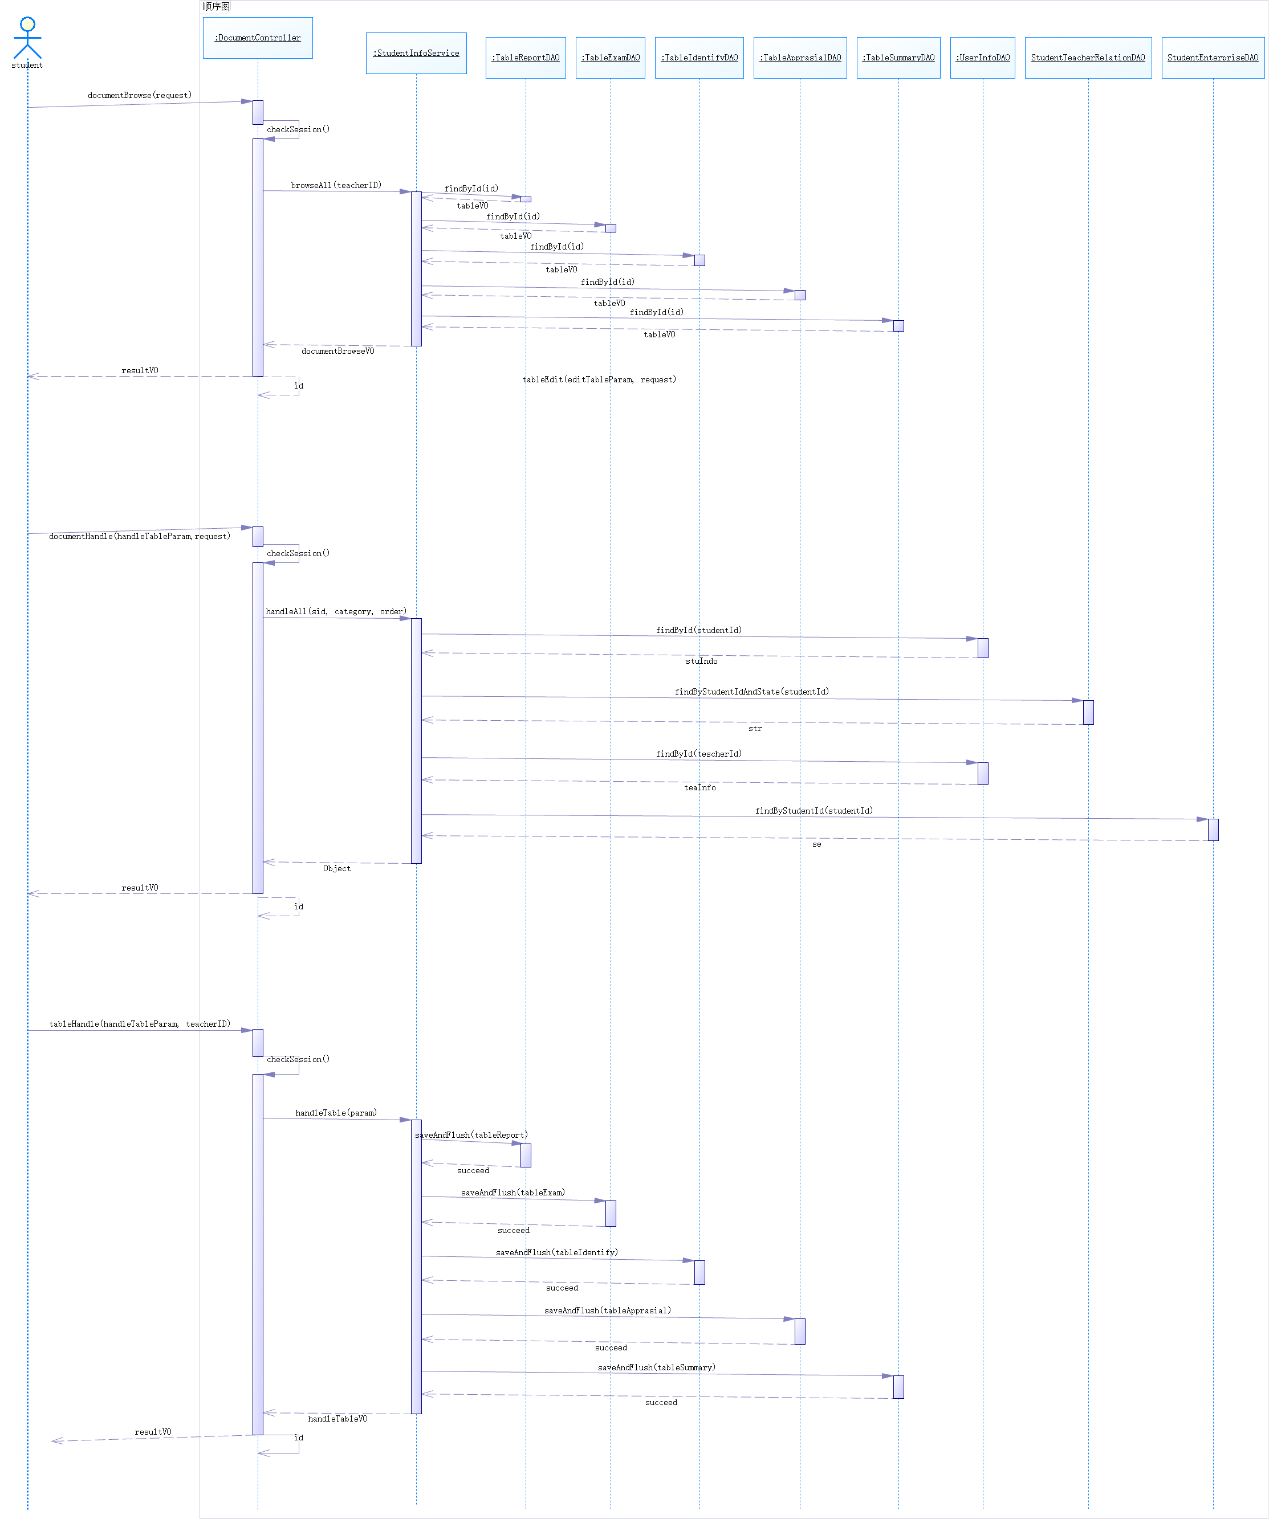 顺序图
student
:DocumentController
:StudentInfoService
:TableReportDAO
:TableExamDAO
:TableIdentifyDAO
:TableApprasialDAO
:TableSummaryDAO
:UserInfoDAO
StudentTeacherRelationDAO
StudentEnterpriseDAO
documentBrowse(request)
checkSession()
browseAll(teacherID)
findById(id)
tableVO
findById(id)
tableVO
findById(id)
tableVO
findById(id)
tableVO
findById(id)
tableVO
documentBrowseVO
resultVO
id
tableEdit(editTableParam, request)
documentHandle(handleTableParam,request)
checkSession()
handleAll(sid, category, order)
findById(studentId)
stuIndo
findByStudentIdAndState(studentId)
str
findById(tescherId)
teaInfo
findByStudentId(studentId)
se
Object
resultVO
id
tableHandle(handleTableParam, teacherID)
checkSession()
handleTable(param)
saveAndFlush(tableReport)
succeed
saveAndFlush(tableExam)
succeed
saveAndFlush(tableIdentify)
succeed
saveAndFlush(tableApprasial)
succeed
saveAndFlush(tableSummary)
succeed
handleTableVO
resultVO
id